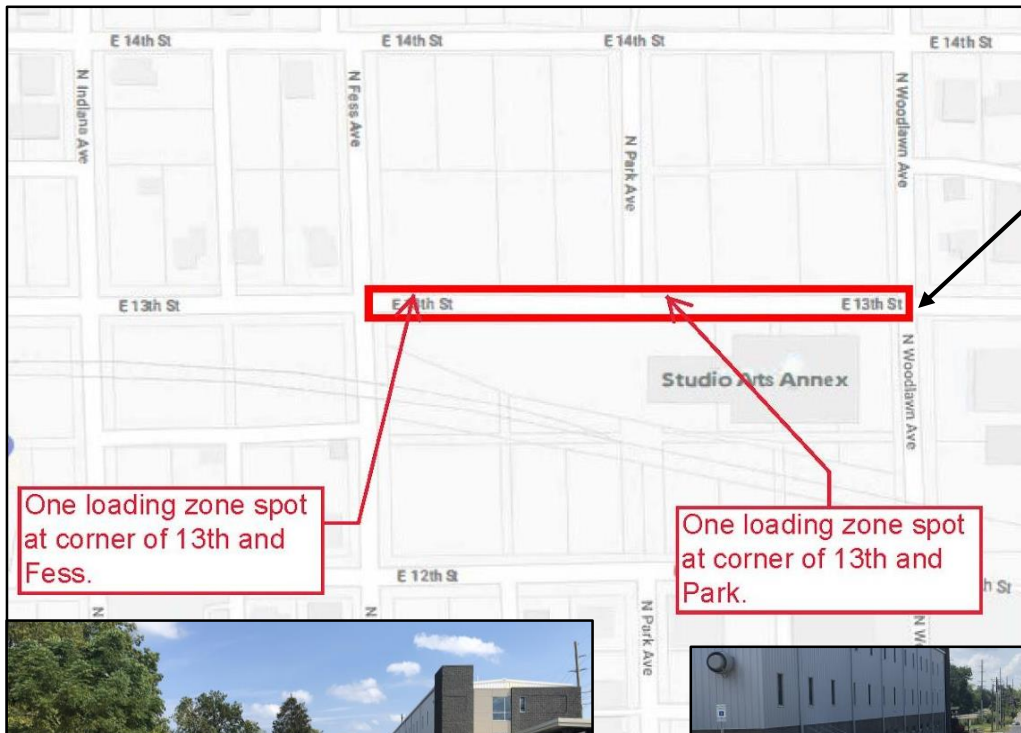 E 14th St
E 14th St
E 14th St
E 14th St
N Indiana Ave
N Fess Ave
N Park Ave
N Woodlawn Ave
E 13th St
E 13th St
E 13th St
N Woodlawn Ave
Studio Arts Annex
One loading zone spot
at corner of 13th and
Fess.
One loading zone spot
at corner of 13th and
Park.
E 12th St
h St
N
N
N Park Ave
N Wo